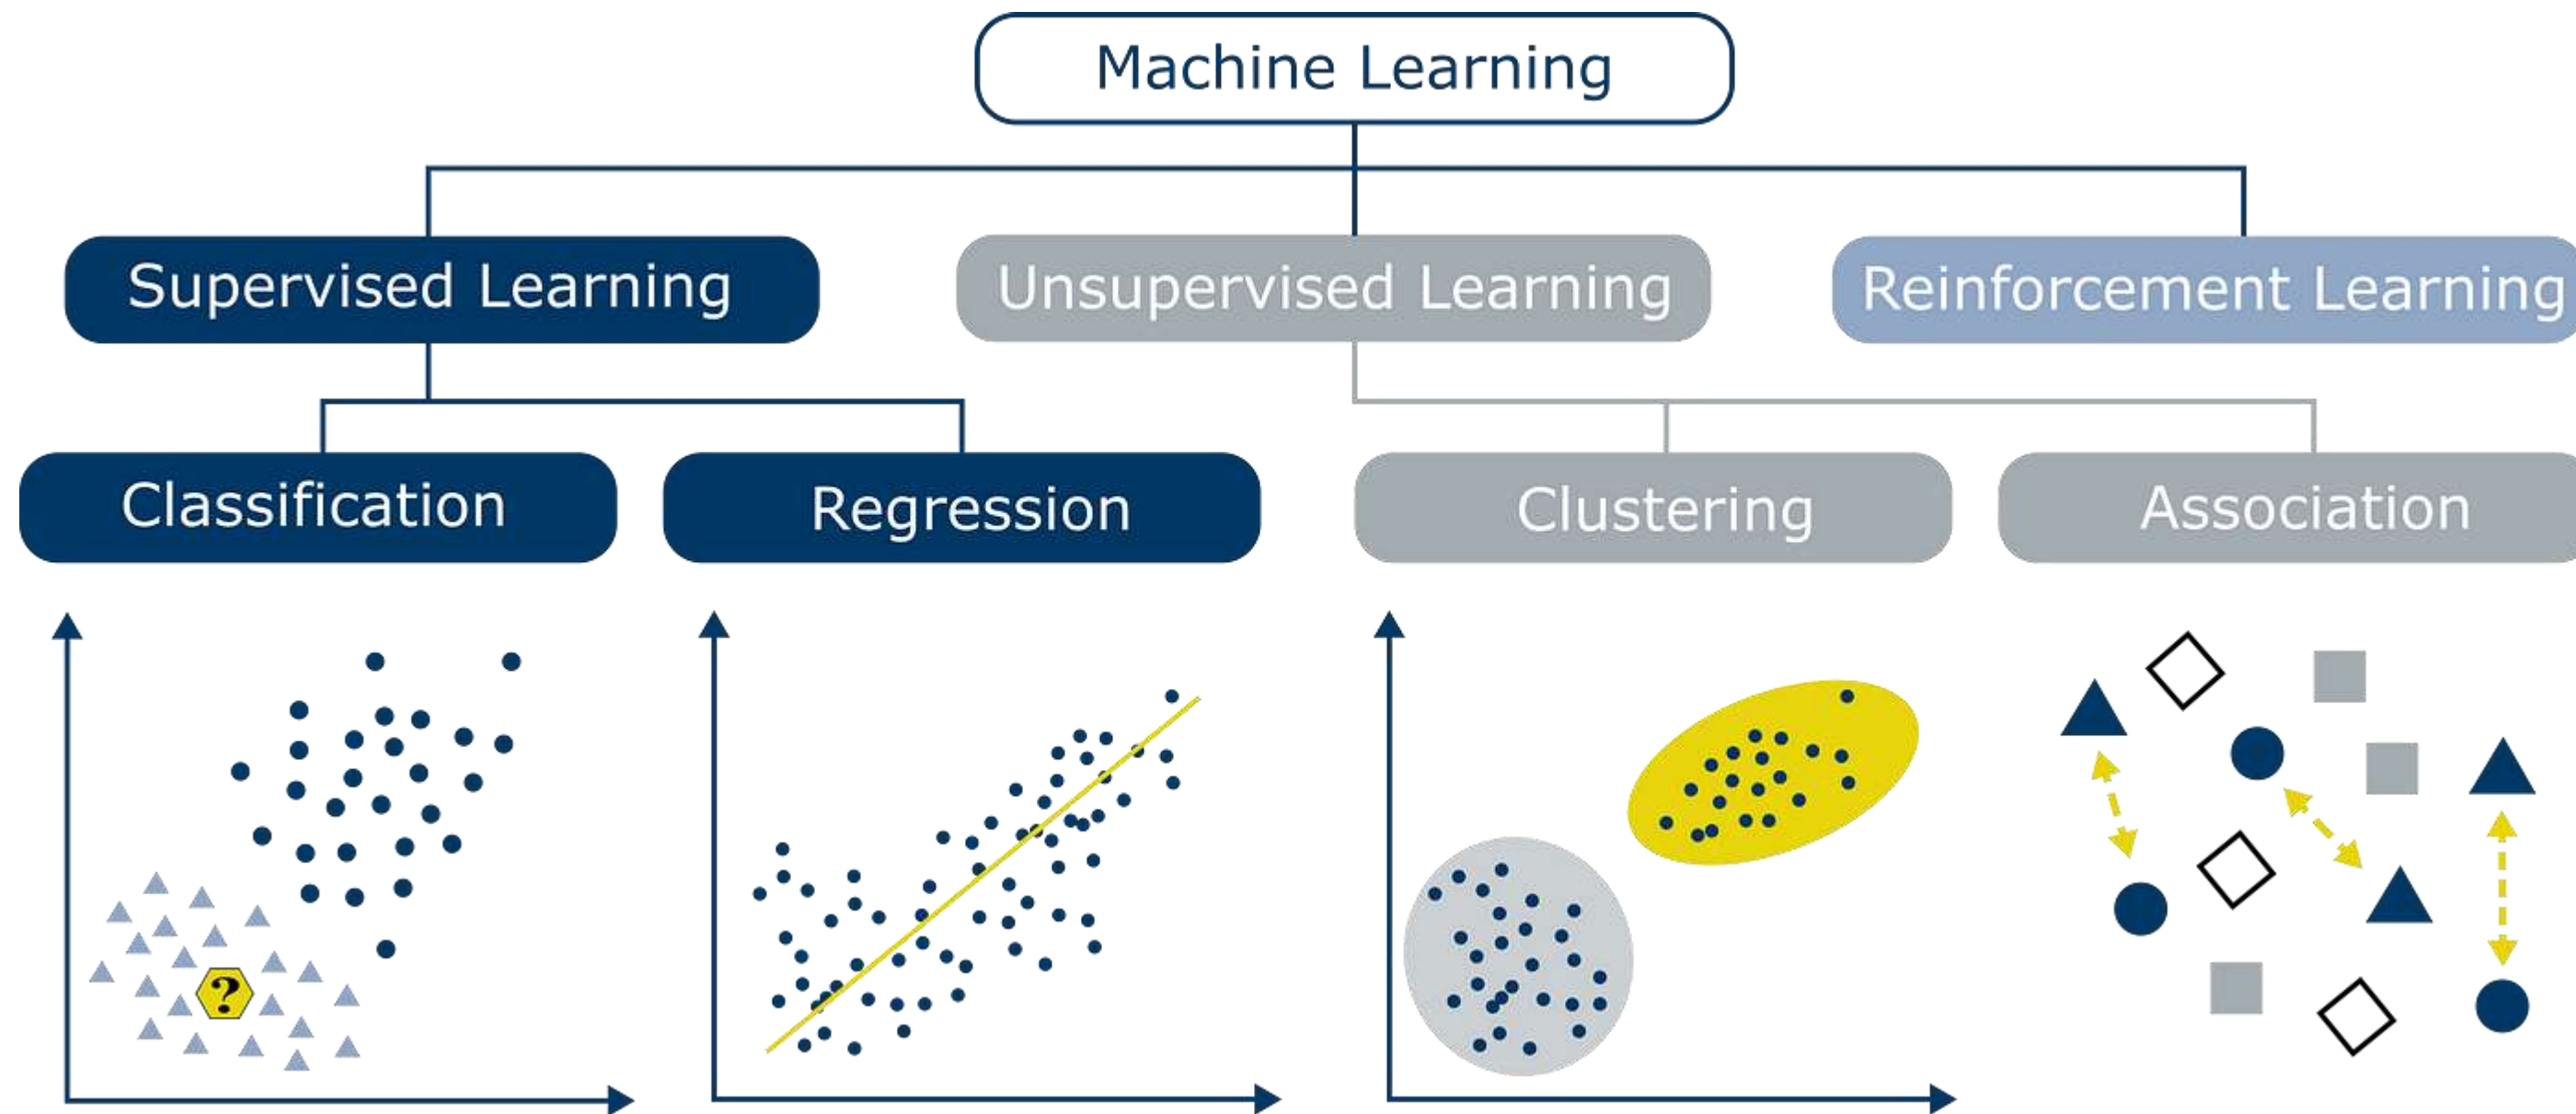 Machine Learning
Supervised Learning
Unsupervised Learning
Reinforcement Learning
Classification
Regression
Clustering
Association
?